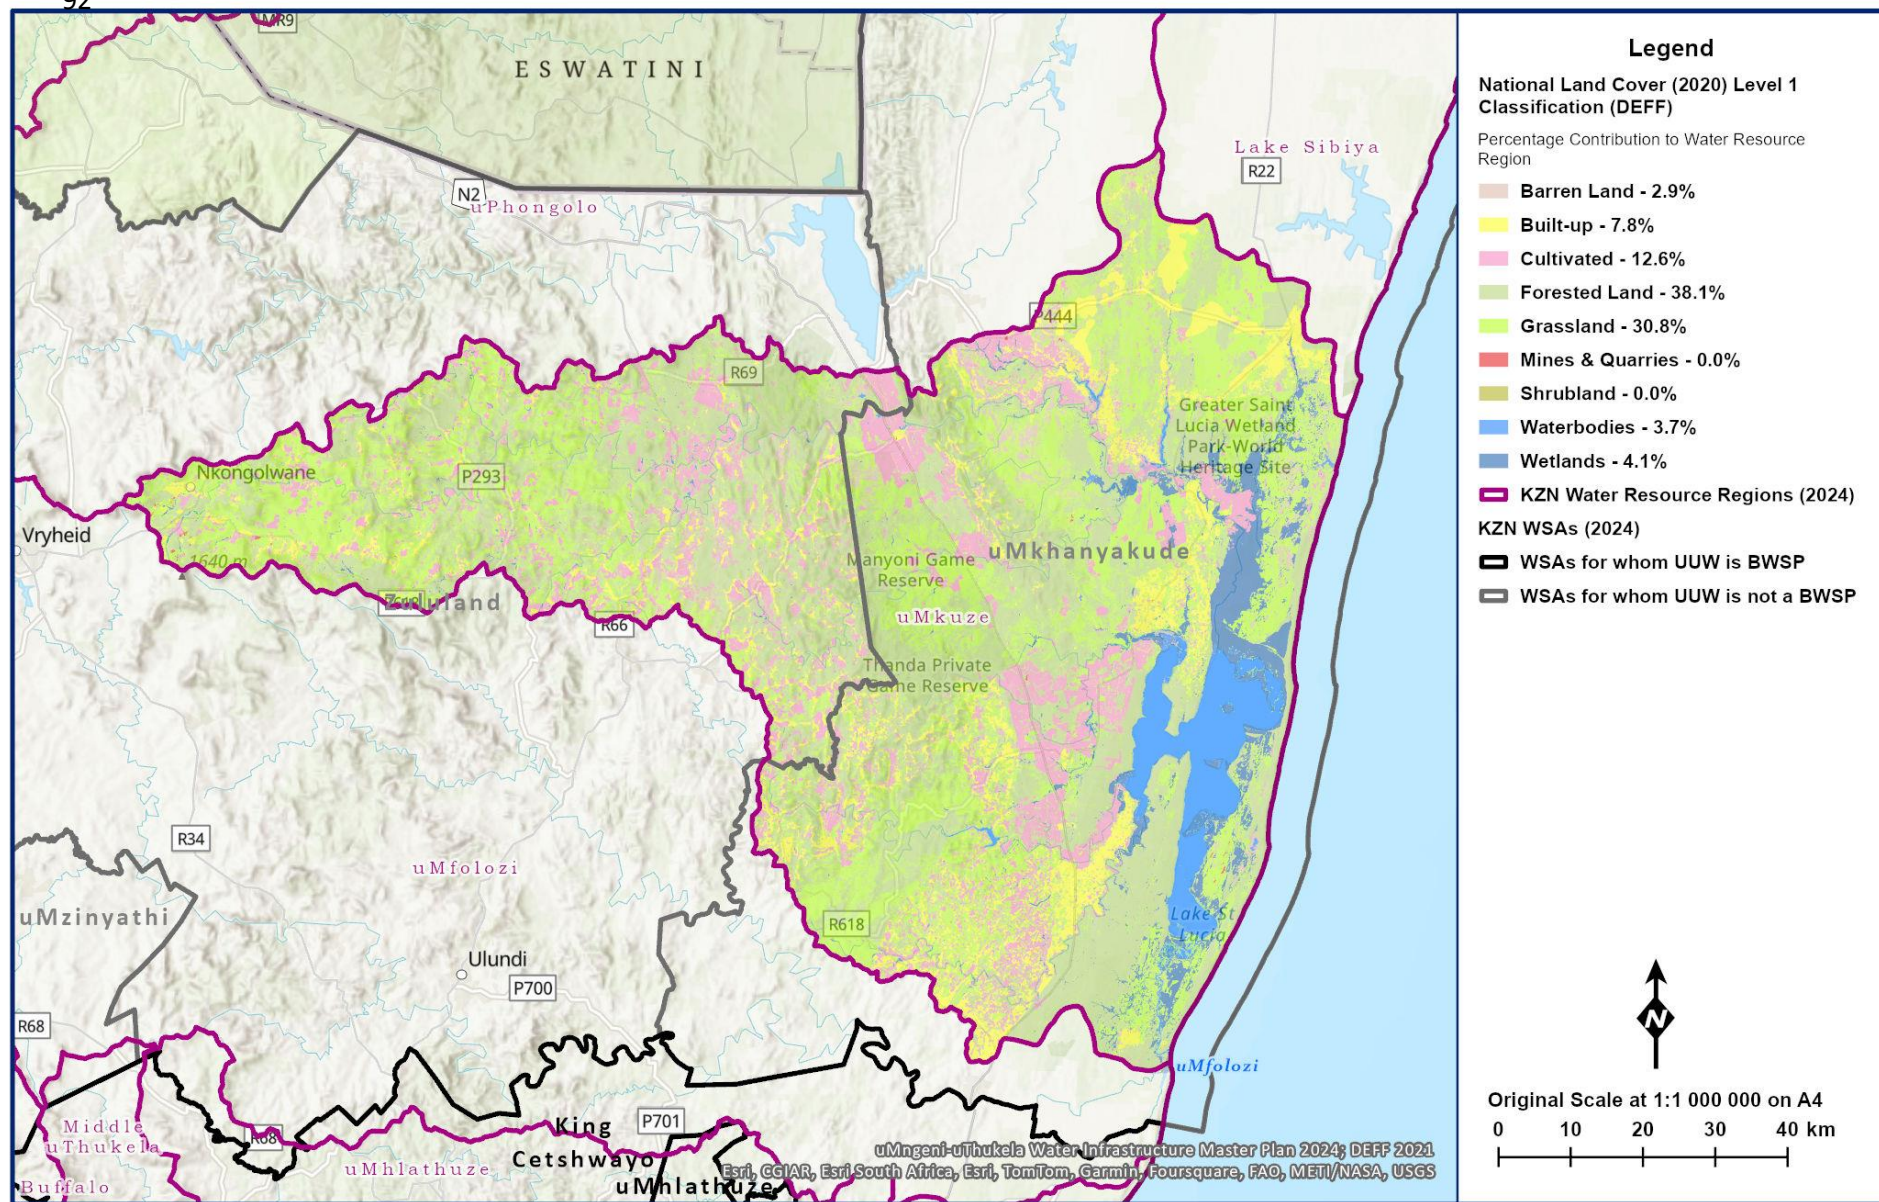 92
MR9
ESWATINI
Lake Sibiya
R22
N2
uPhongolo
P444
R69
Greater Saint
Lucia Wetland
Park-World
Heritage Site
Nkongolwane
P293
Vryheid
1640 m
Manyoni Game
Reserve
uMkhanyakude
Zululand
R66
uMkuze
Thanda Private
Game Reserve
R34
uMfolozi
uMzinyathi
R618
Lake St
Lucia
Ulundi
P700
R68
uMfolozi
Middle
uThukela
R68
King
Cetshwayo
P701
uMhlathuze
uMhlathuze
Buffalo
uMngeni-uThukela Water Infrastructure Master Plan 2024; DEFF 2021
Esri, CGIAR, Esri South Africa, Esri, TomTom, Garmin, Foursquare, FAO, METI/NASA, USGS
Legend
National Land Cover (2020) Level 1
Classification (DEFF)
Percentage Contribution to Water Resource
Region
Barren Land - 2.9%
Built-up - 7.8%
Cultivated - 12.6%
Forested Land - 38.1%
Grassland - 30.8%
Mines & Quarries - 0.0%
Shrubland - 0.0%
Waterbodies - 3.7%
Wetlands - 4.1%
KZN Water Resource Regions (2024)
KZN WSAs (2024)
WSAs for whom UUW is BWSP
WSAs for whom UUW is not a BWSP
N
Original Scale at 1:1 000 000 on A4
0 10 20 30 40 km